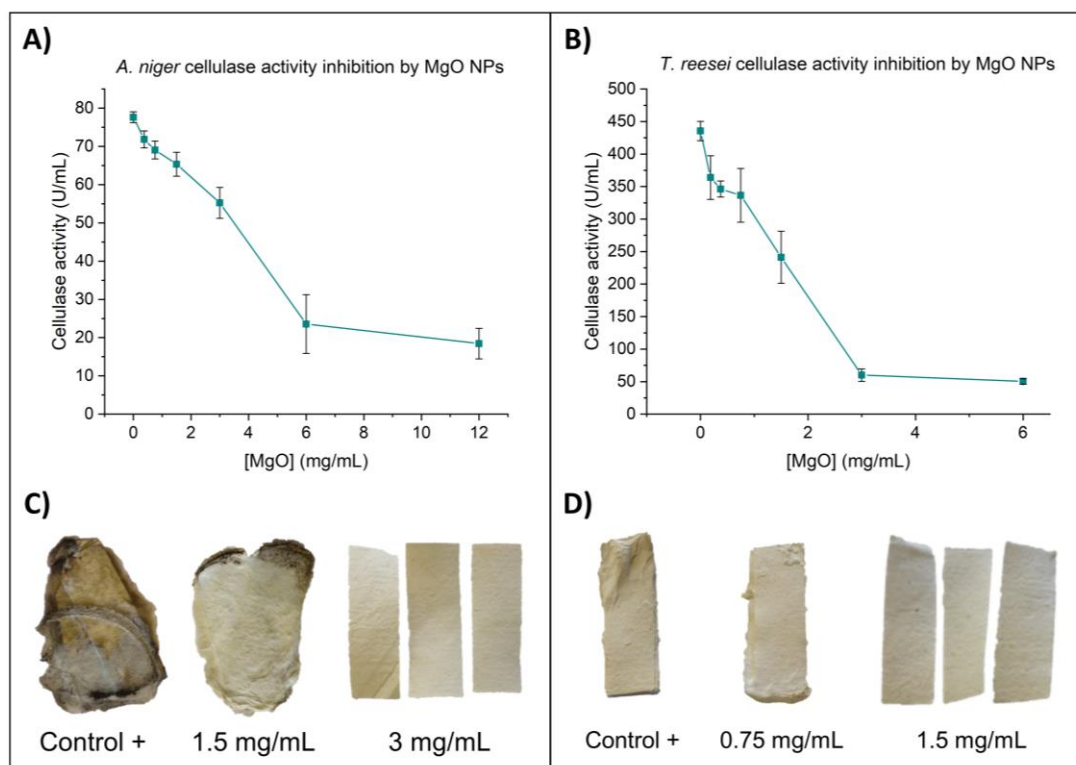 A)
A. niger cellulase activity inhibition by MgO NPs
80
70
60
50
40
30
20
10
0
Cellulase activity (U/mL)
0 2 4 6 8 10 12
[MgO] (mg/mL)
B)
T. reesei cellulase activity inhibition by MgO NPs
500
450
400
350
300
250
200
150
100
50
0
Cellulase activity (U/mL)
0 2 4 6
[MgO] (mg/mL)
C)
Control + 1.5 mg/mL 3 mg/mL
D)
Control + 0.75 mg/mL 1.5 mg/mL